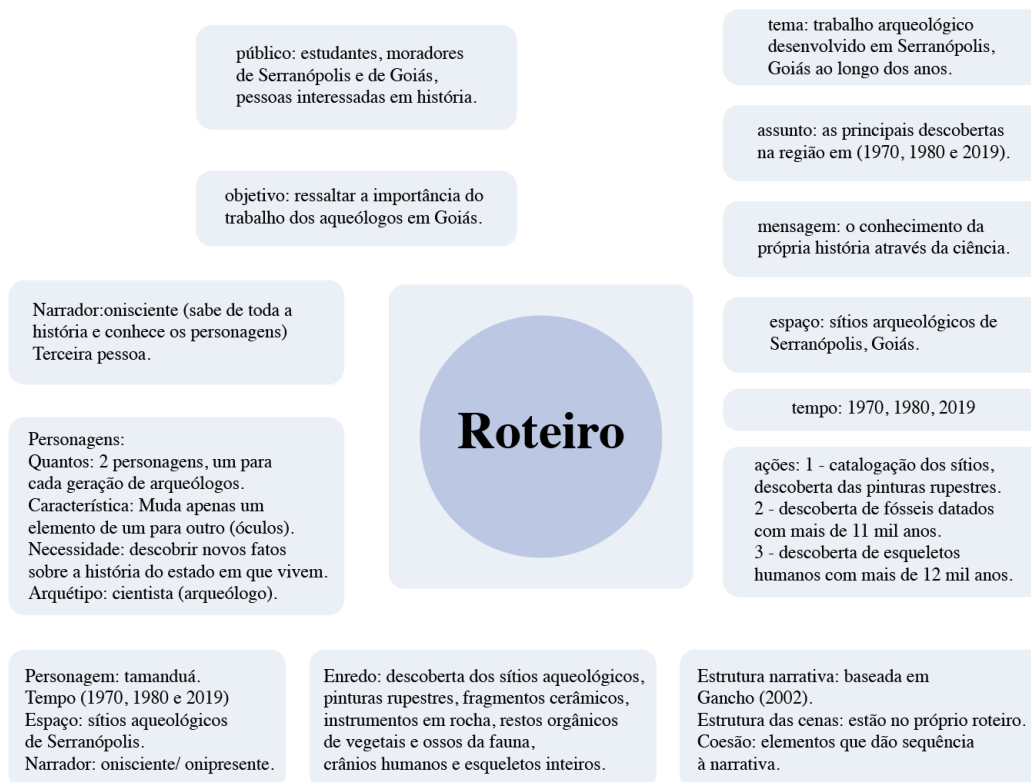 público: estudantes, moradores
de Serranópolis e de Goiás,
pessoas interessadas em história.
objetivo: ressaltar a importância do
trabalho dos aqueólogos em Goiás.
tema: trabalho arqueológico
desenvolvido em Serranópolis,
Goiás ao longo dos anos.
assunto: as principais descobertas
na região em (1970, 1980 e 2019).
mensagem: o conhecimento da
própria história através da ciência.
espaço: sítios arqueológicos de
Serranópolis, Goiás.
tempo: 1970, 1980, 2019
ações: 1 - catalogação dos sítios,
descoberta das pinturas rupestres.
2 - descoberta de fósseis datados
com mais de 11 mil anos.
3 - descoberta de esqueletos
humanos com mais de 12 mil anos.
Narrador:onisciente (sabe de toda a
história e conhece os personagens)
Terceira pessoa.
Personagens:
Quantos: 2 personagens, um para
cada geração de arqueólogos.
Característica: Muda apenas um
elemento de um para outro (óculos).
Necessidade: descobrir novos fatos
sobre a história do estado em que vivem.
Arquétipo: cientista (arqueólogo).
Roteiro
Personagem: tamanduá.
Tempo (1970, 1980 e 2019)
Espaço: sítios aqueológicos
de Serranópolis.
Narrador: onisciente/ onipresente.
Enredo: descoberta dos sítios aqueológicos,
pinturas rupestres, fragmentos cerâmicos,
instrumentos em rocha, restos orgânicos
de vegetais e ossos da fauna,
crânios humanos e esqueletos inteiros.
Estrutura narrativa: baseada em
Gancho (2002).
Estrutura das cenas: estão no próprio roteiro.
Coesão: elementos que dão sequência
à narrativa.